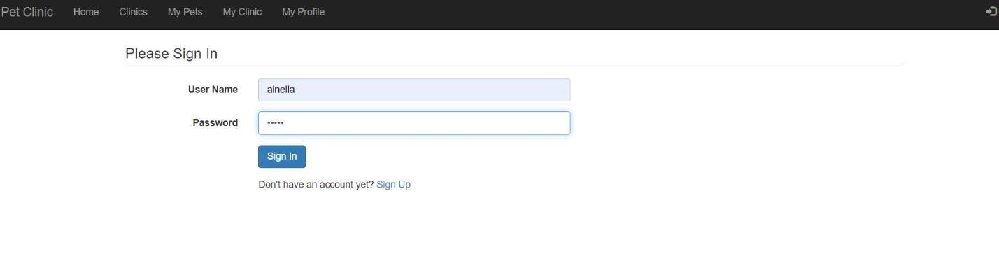 Pet Clinic Home Clinics My Pets My Clinic My Profile
Please Sign In
User Name ainella
Password •••••
Sign In
Don't have an account yet? Sign Up